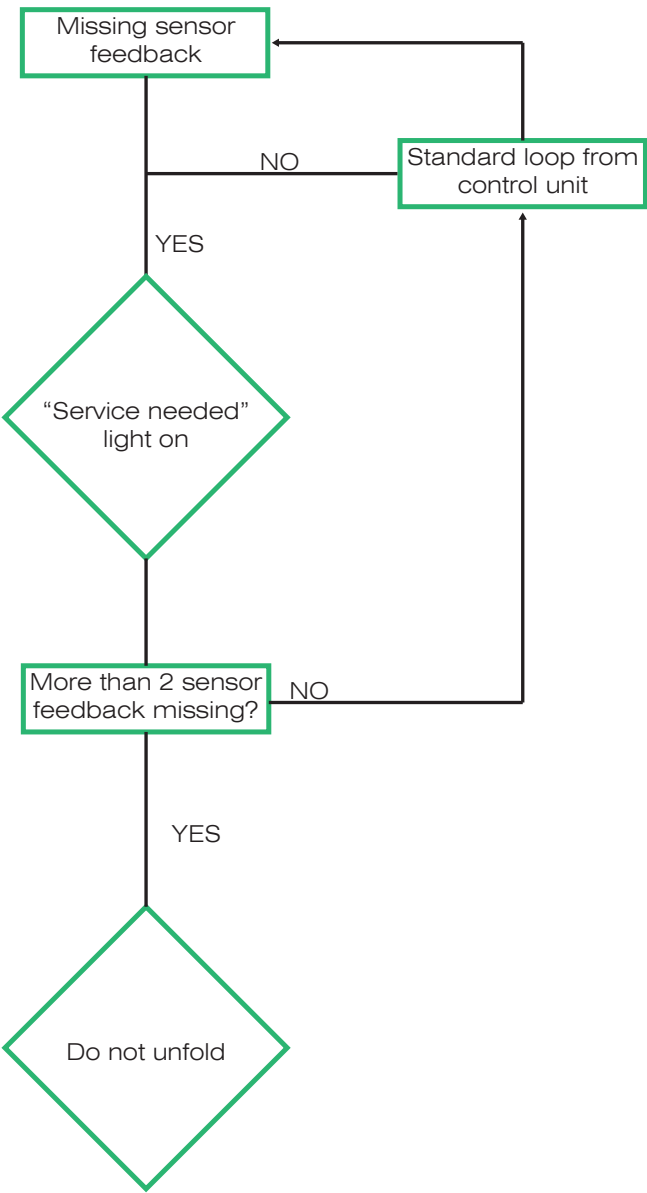 Missing sensor
feedback
NO
Standard loop from
control unit
YES
“Service needed”
light on
More than 2 sensor
feedback missing?
NO
YES
Do not unfold